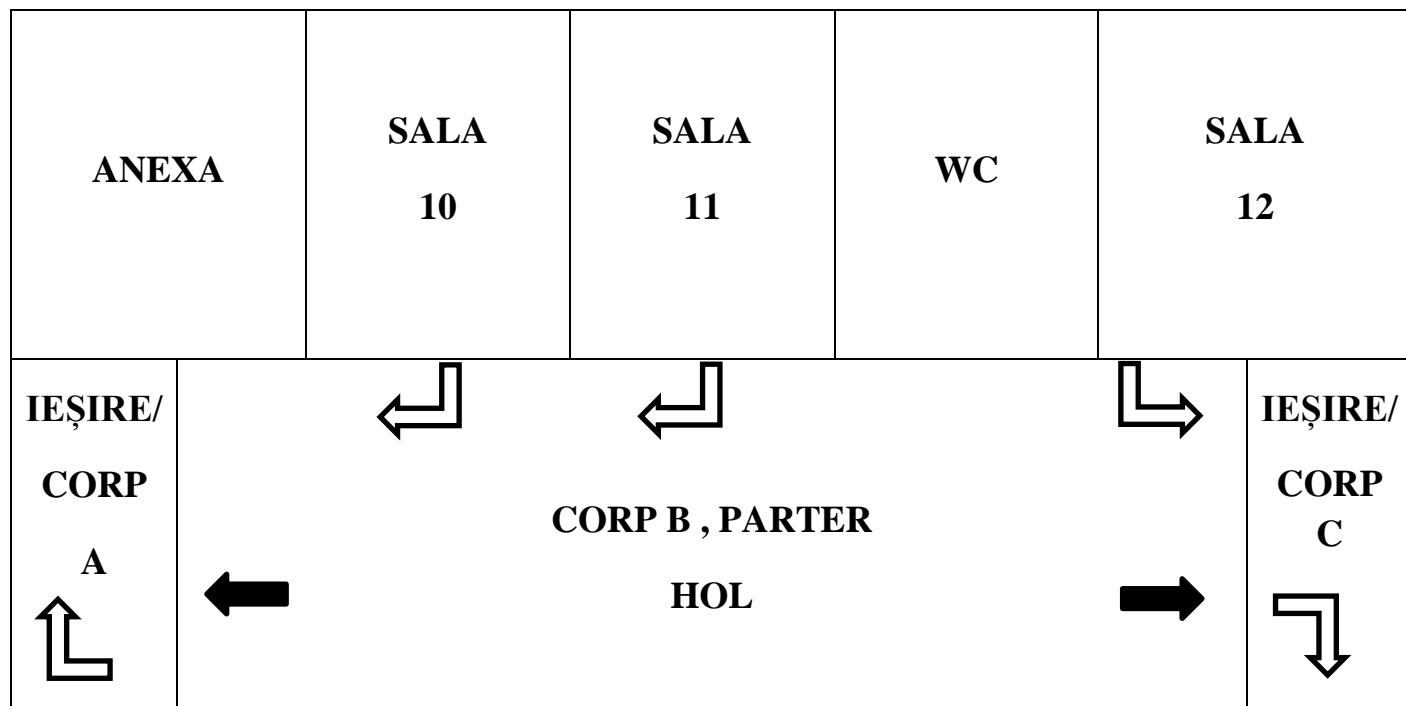 ANEXA
SALA
10
SALA
11
WC
SALA
12
IEȘIRE/
CORP
A
CORP B , PARTER
HOL
IEȘIRE/
CORP
C